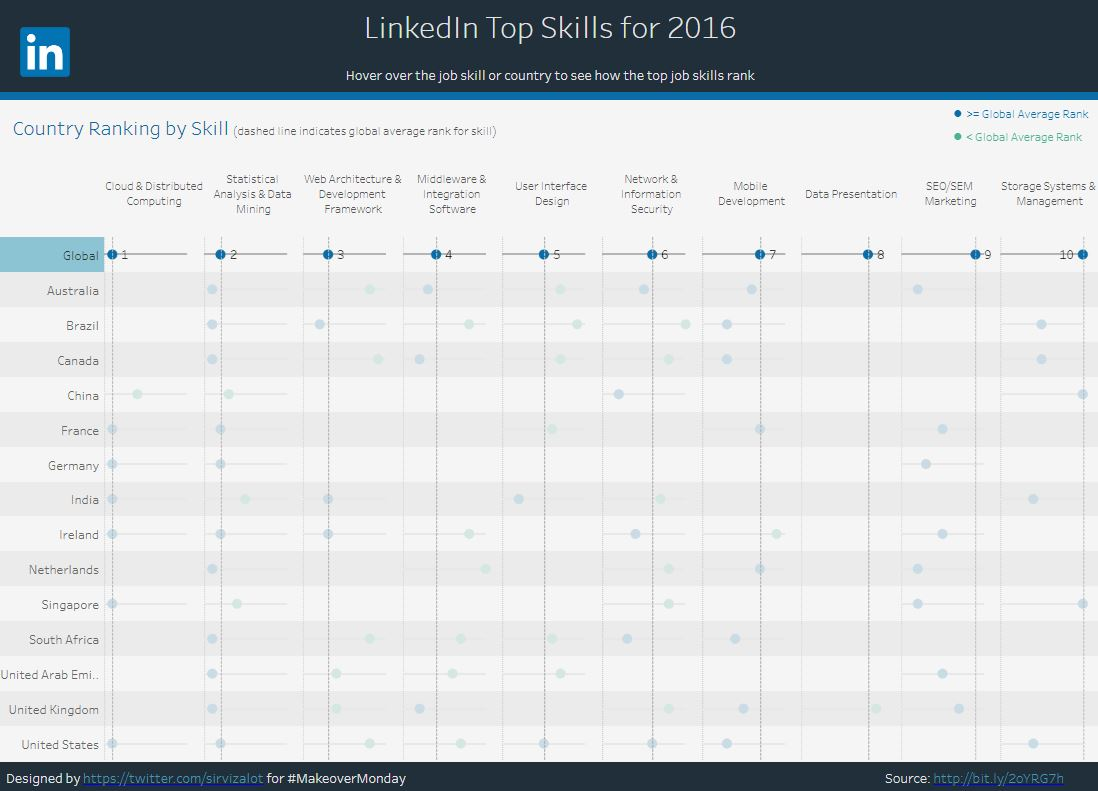 in
LinkedIn Top Skills for 2016
Hover over the job skill or country to see how the top job skills rank
>= Global Average Rank
< Global Average Rank
Country Ranking by Skill (dashed line indicates global average rank for skill)
Cloud & Distributed
Computing
Statistical
Analysis & Data
Mining
Web Architecture &
Development
Framework
Middleware &
Integration
Software
User Interface
Design
Network &
Information
Security
Mobile
Development
Data Presentation
SEO/SEM
Marketing
Storage Systems &
Management
Global 1 2 3 4 5 6 7 8 9 10
Australia
Brazil
Canada
China
France
Germany
India
Ireland
Netherlands
Singapore
South Africa
United Arab Emi..
United Kingdom
United States
Designed by https://twitter.com/sirvizalot for #MakeoverMonday
Source: http://bit.ly/2oYRG7h